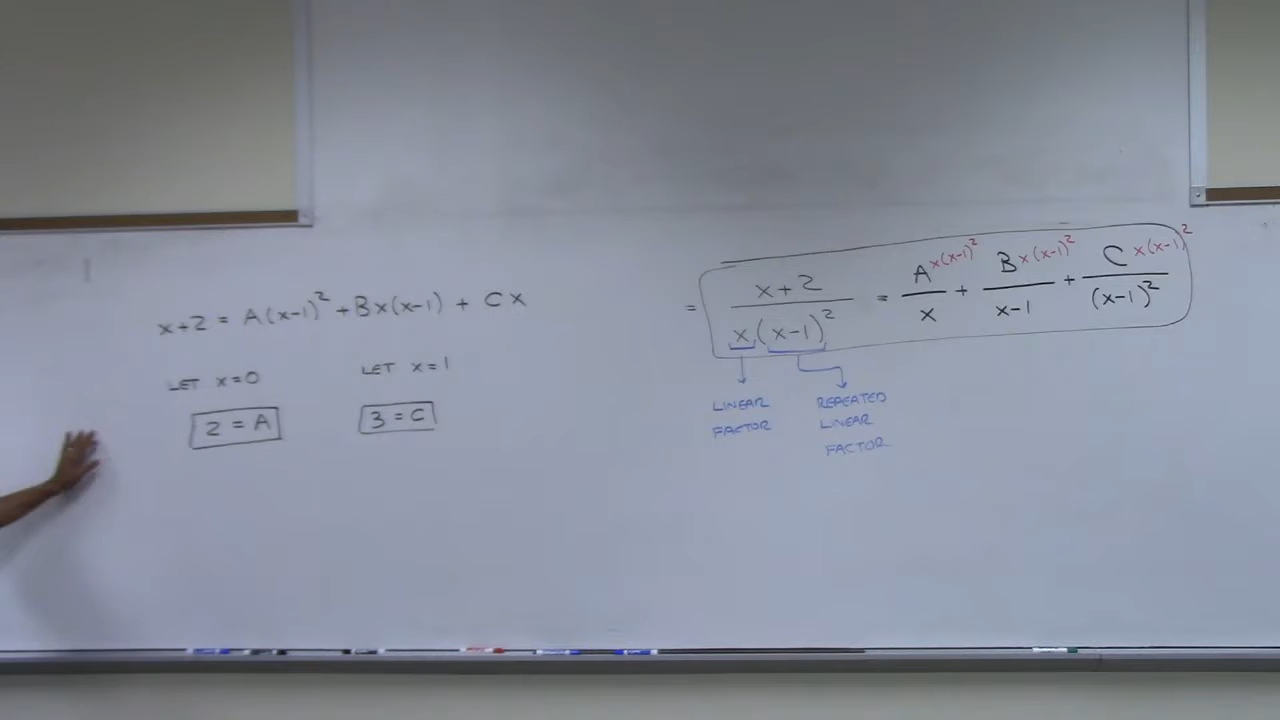 x+2 = A(x-1)² + Bx(x-1) + Cx
LET x=0
2 = A
LET x=1
3 = C
= x+2 / x(x-1)² = A x(x-1)² / x + B x(x-1)² / x-1 + C x(x-1)² / (x-1)²
LINEAR
FACTOR
REPEATED
LINEAR
FACTOR